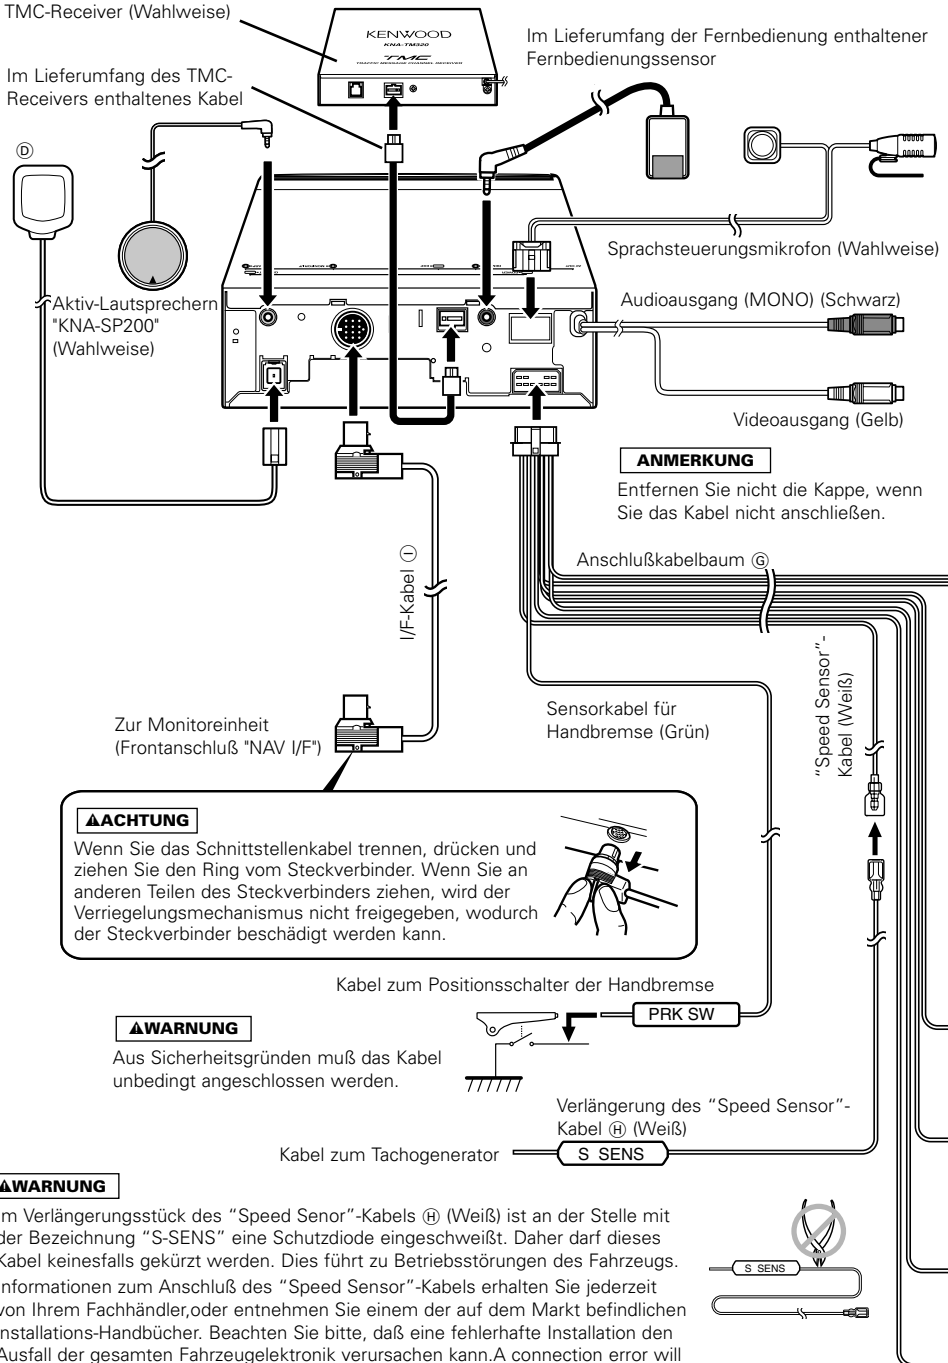 TMC-Receiver (Wahlweise)
KENWOOD
KNA-TM320
TMC
TRAFFIC MESSAGE CHANNEL RECEIVER
Im Lieferumfang der Fernbedienung enthaltener
Fernbedienungssensor
Im Lieferumfang des TMC-
Receivers enthaltenes Kabel
Ⓓ
Sprachsteuerungsmikrofon (Wahlweise)
Aktiv-Lautsprechern
"KNA-SP200"
(Wahlweise)
Audioausgang (MONO) (Schwarz)
Videoausgang (Gelb)
ANMERKUNG
Entfernen Sie nicht die Kappe, wenn
Sie das Kabel nicht anschließen.
Anschlußkabelbaum Ⓖ
I/F-Kabel Ⓘ
"Speed Sensor"-
Kabel (Weiß)
Sensorkabel für
Handbremse (Grün)
Zur Monitoreinheit
(Frontanschluß "NAV I/F")
ACHTUNG
Wenn Sie das Schnittstellenkabel trennen, drücken und
ziehen Sie den Ring vom Steckverbinder. Wenn Sie an
anderen Teilen des Steckverbinders ziehen, wird der
Verriegelungsmechanismus nicht freigegeben, wodurch
der Steckverbinder beschädigt werden kann.
Kabel zum Positionsschalter der Handbremse
PRK SW
WARNUNG
Aus Sicherheitsgründen muß das Kabel
unbedingt angeschlossen werden.
Verlängerung des "Speed Sensor"-
Kabel Ⓗ (Weiß)
Kabel zum Tachogenerator
S SENS
WARNUNG
m Verlängerungsstück des "Speed Senor"-Kabels Ⓗ (Weiß) ist an der Stelle mit
der Bezeichnung "S-SENS" eine Schutzdiode eingeschweißt. Daher darf dieses
Kabel keinesfalls gekürzt werden. Dies führt zu Betriebsstörungen des Fahrzeugs.
S SENS
nformationen zum Anschluß des "Speed Sensor"-Kabels erhalten Sie jederzeit
von Ihrem Fachhändler,oder entnehmen Sie einem der auf dem Markt befindlichen
nstallations-Handbücher. Beachten Sie bitte, daß eine fehlerhafte Installation den
Ausfall der gesamten Fahrzeugelektronik verursachen kann.A connection error will